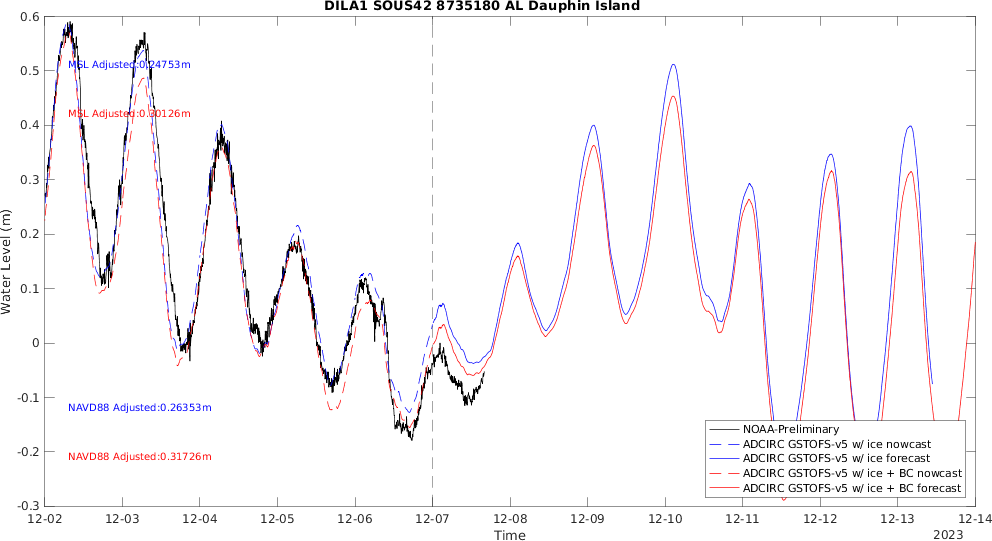 DILA1 SOUS42 8735180 AL Dauphin Island
Water Level (m)
0.6
0.5
0.4
0.3
0.2
0.1
0
-0.1
-0.2
-0.3
MSL Adjusted:0.24753m
MSL Adjusted:0.30126m
NAVD88 Adjusted:0.26353m
NAVD88 Adjusted:0.31726m
NOAA-Preliminary
ADCIRC GSTOFS-v5 w/ ice nowcast
ADCIRC GSTOFS-v5 w/ ice forecast
ADCIRC GSTOFS-v5 w/ ice + BC nowcast
ADCIRC GSTOFS-v5 w/ ice + BC forecast
12-02 12-03 12-04 12-05 12-06 12-07 12-08 12-09 12-10 12-11 12-12 12-13 12-14
Time
2023